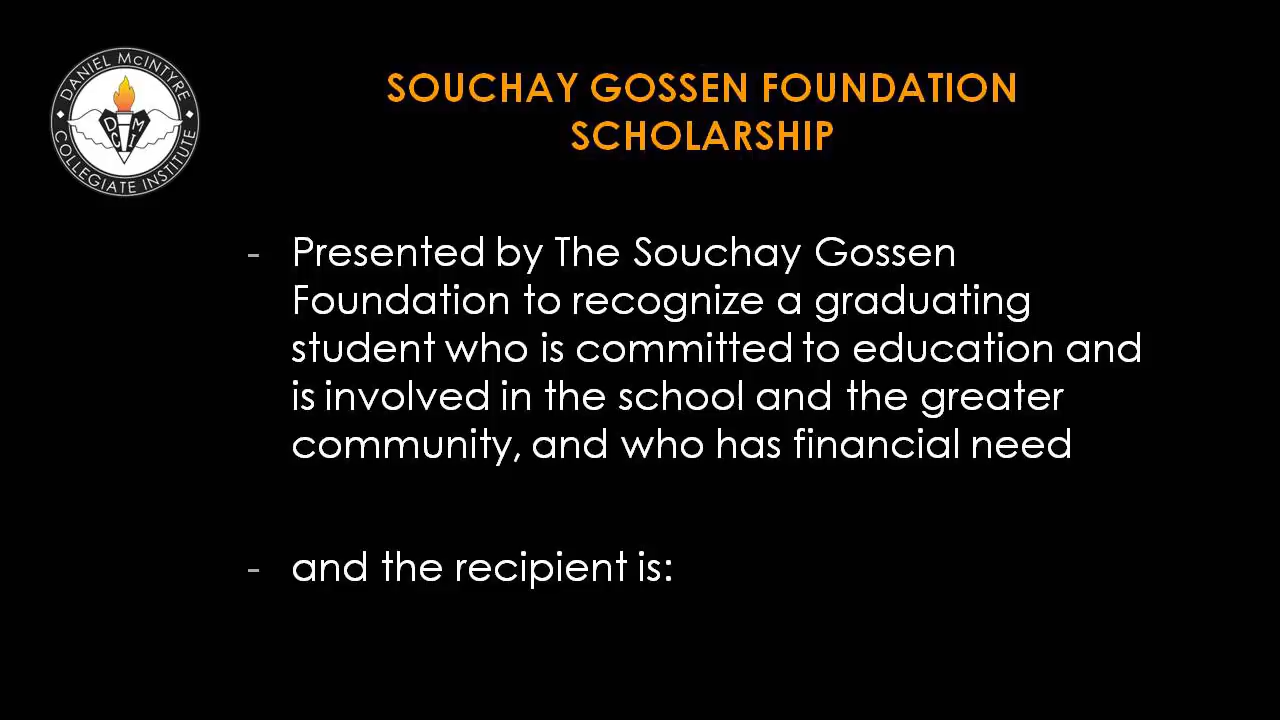 DANIEL McINTYRE
COLLEGIATE INSTITUTE
D M
C I
SOUCHAY GOSSEN FOUNDATION
SCHOLARSHIP
- Presented by The Souchay Gossen
Foundation to recognize a graduating
student who is committed to education and
is involved in the school and the greater
community, and who has financial need
- and the recipient is: